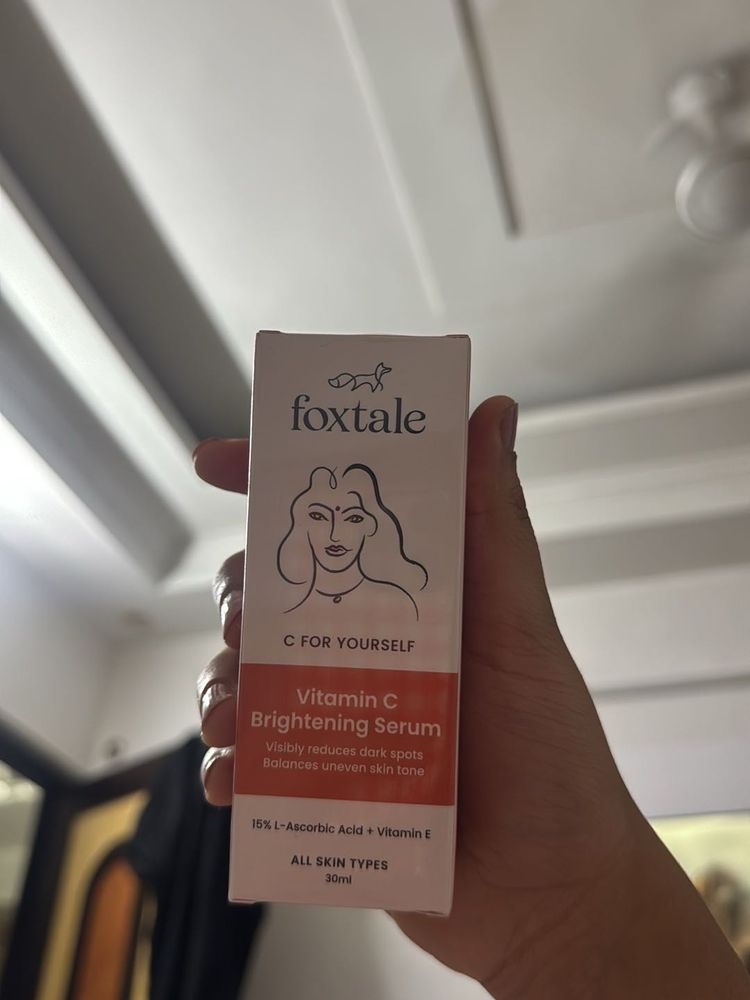 foxtale
C FOR YOURSELF
Vitamin C
Brightening Serum
Visibly reduces dark spots
Balances uneven skin tone
15% L-Ascorbic Acid + Vitamin E
ALL SKIN TYPES
30ml